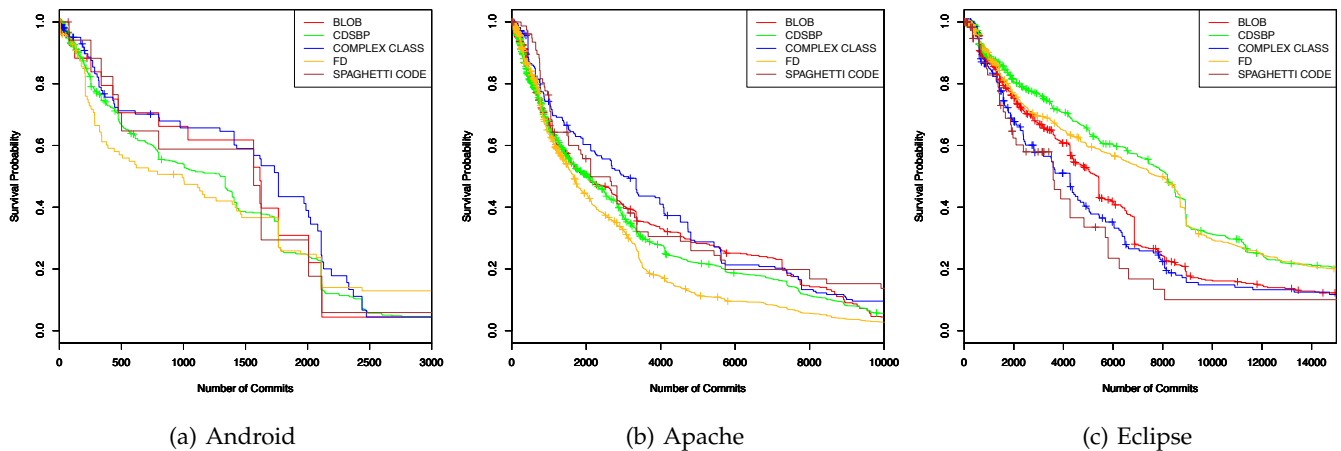 BLOB
CDSBP
COMPLEX CLASS
FD
SPAGHETTI CODE
Survival Probability
1.0
0.8
0.6
0.4
0.2
0.0
0 500 1000 1500 2000 2500 3000
Number of Commits
(a) Android
BLOB
CDSBP
COMPLEX CLASS
FD
SPAGHETTI CODE
Survival Probability
1.0
0.8
0.6
0.4
0.2
0.0
0 2000 4000 6000 8000 10000
Number of Commits
(b) Apache
BLOB
CDSBP
COMPLEX CLASS
FD
SPAGHETTI CODE
Survival Probability
1.0
0.8
0.6
0.4
0.2
0.0
0 2000 4000 6000 8000 10000 14000
Number of Commits
(c) Eclipse